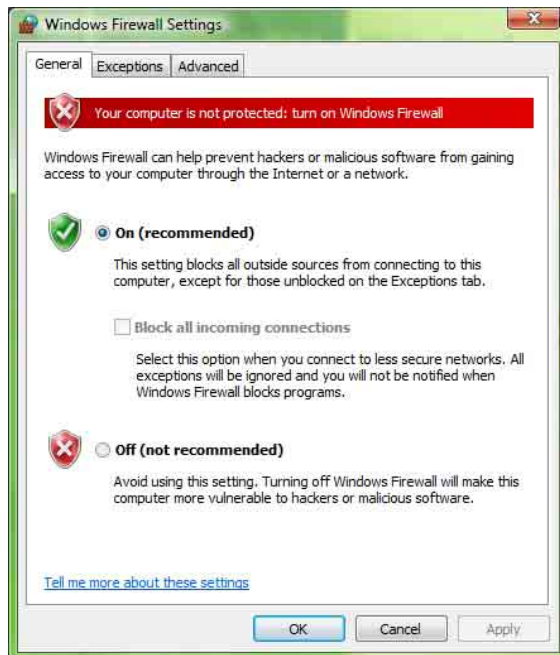 Windows Firewall Settings
General Exceptions Advanced
Your computer is not protected: turn on Windows Firewall
Windows Firewall can help prevent hackers or malicious software from gaining
access to your computer through the Internet or a network.
On (recommended)
This setting blocks all outside sources from connecting to this
computer, except for those unblocked on the Exceptions tab.
Block all incoming connections
Select this option when you connect to less secure networks. All
exceptions will be ignored and you will not be notified when
Windows Firewall blocks programs.
Off (not recommended)
Avoid using this setting. Turning off Windows Firewall will make this
computer more vulnerable to hackers or malicious software.
Tell me more about these settings
OK Cancel Apply